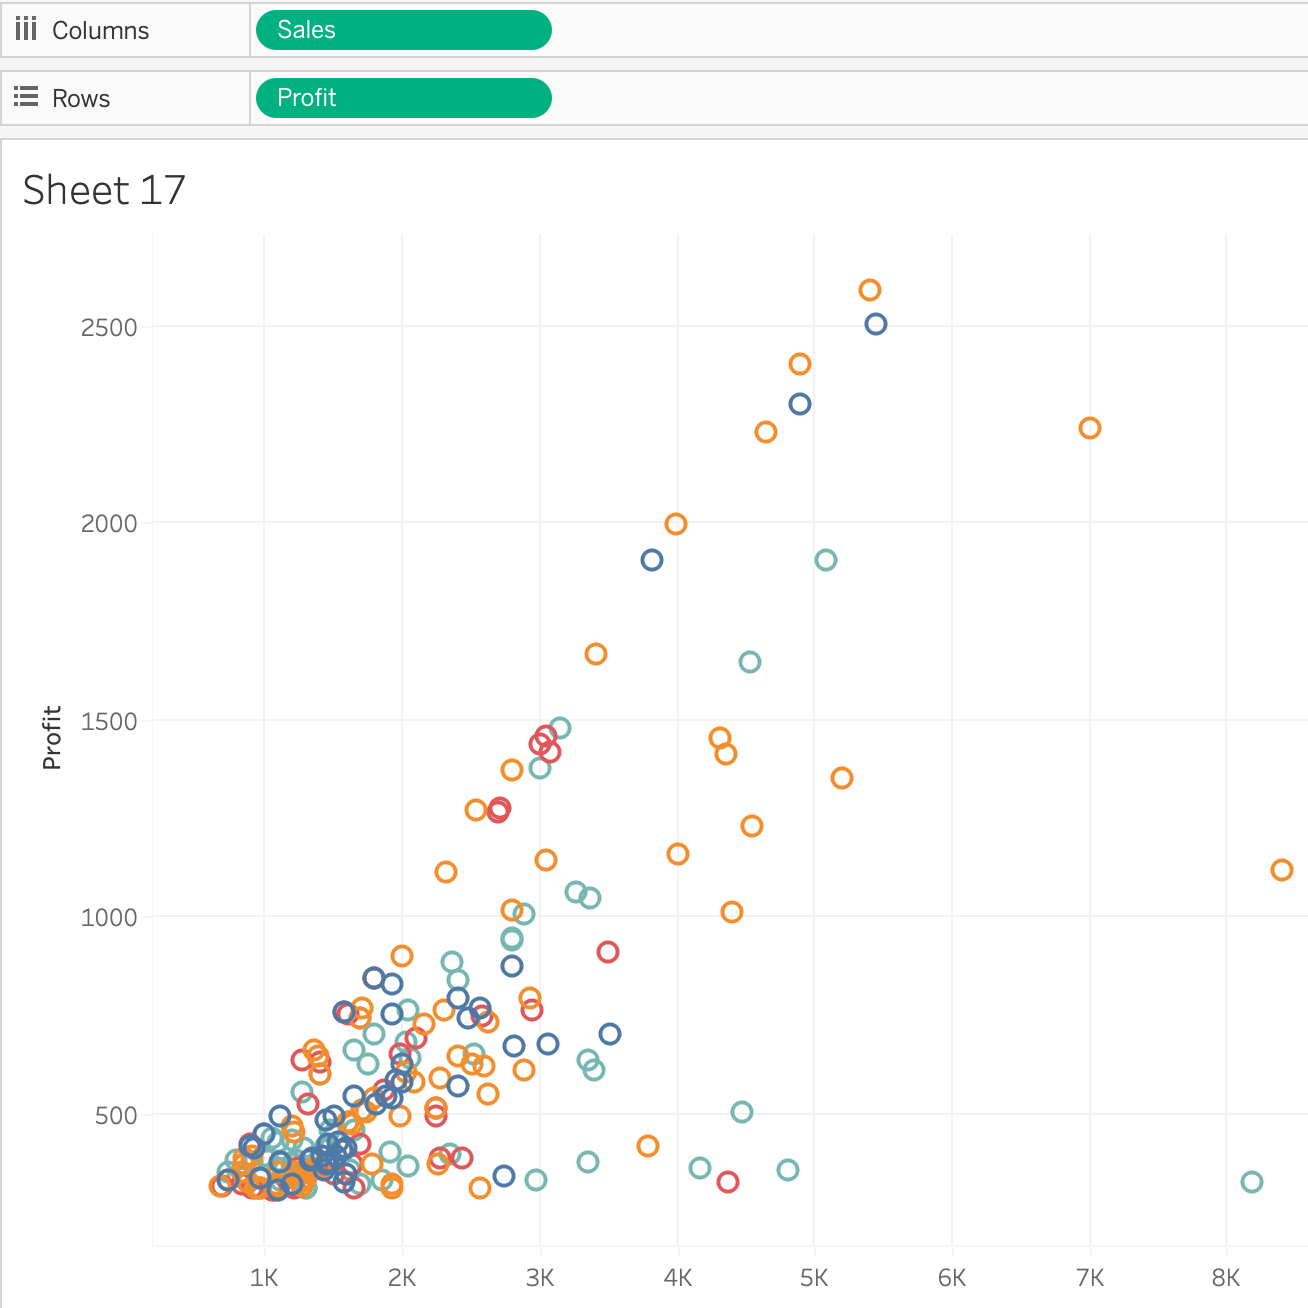 Columns
Sales
Rows
Profit
Sheet 17
2500
2000
1500
1000
500
Profit
1K 2K 3K 4K 5K 6K 7K 8K